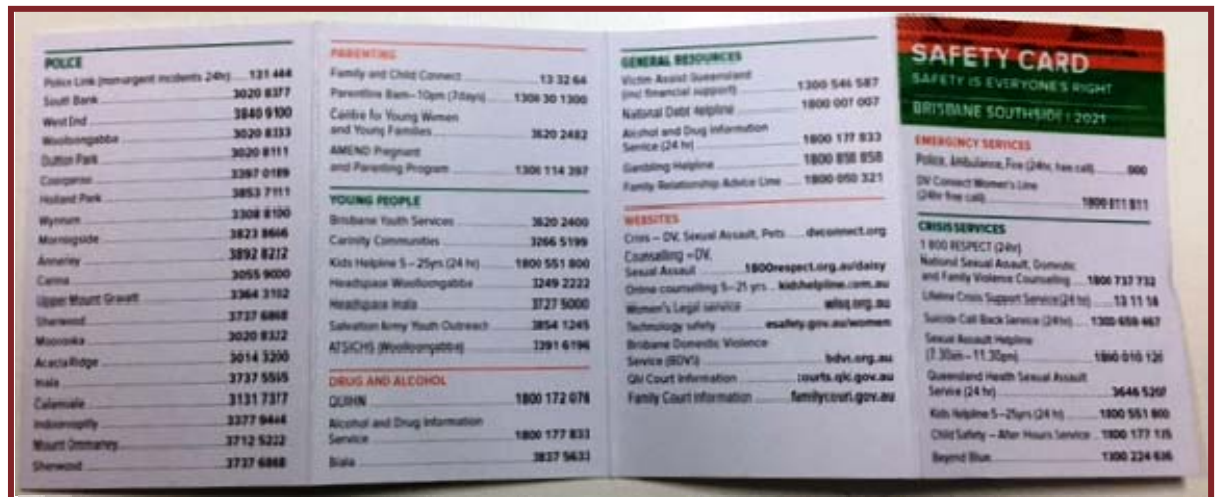 POLICE
Police Link (non-urgent incidents 24hr) 131 444
South Bank 3020 8377
West End 3840 9100
Woolloongabba 3020 8333
Dutton Park 3020 8111
Coorparoo 3397 0189
Holland Park 3853 7111
Wynnum 3308 8100
Morningside 3823 8666
Annerley 3892 8222
Carina 3055 9000
Upper Mount Gravatt 3364 3102
Sherwood 3737 6868
Moorooka 3020 8322
Acacia Ridge 3014 3200
Inala 3737 5555
Calamvale 3131 7377
Indooroopilly 3377 9444
Mount Ommaney 3712 5222
Sherwood 3737 6868
PARENTING
Family and Child Connect 13 32 64
Parentline 8am–10pm (7days) 1300 30 1300
Centre for Young Women
and Young Families 3620 2482
AMEND Pregnant
and Parenting Program 1300 114 397
YOUNG PEOPLE
Brisbane Youth Services 3620 2400
Carinity Communities 3266 5199
Kids Helpline 5–25yrs (24 hr) 1800 551 800
Headspace Woolloongabba 3249 2222
Headspace Inala 3727 5000
Salvation Army Youth Outreach 3854 1245
ATSICHS (Woolloongabba) 3391 6196
DRUG AND ALCOHOL
QUIHN 1800 172 076
Alcohol and Drug Information
Service 1800 177 833
Biala 3837 5633
GENERAL RESOURCES
Victim Assist Queensland
(incl financial support) 1300 546 587
National Debt Helpline 1800 007 007
Alcohol and Drug Information
Service (24 hr) 1800 177 833
Gambling Helpline 1800 858 858
Family Relationship Advice Line 1800 050 321
WEBSITES
Crisis – DV, Sexual Assault, Pets dvconnect.org
Counselling – DV,
Sexual Assault 1800respect.org.au/daisy
Online counselling 5–25 yrs kidshelpline.com.au
Women's Legal service wlsq.org.au
Technology safety esafety.gov.au/women
Brisbane Domestic Violence
Service (BDVS) bdvs.org.au
Qld Court Information courts.qld.gov.au
Family Court Information familycourt.gov.au
SAFETY CARD
SAFETY IS EVERYONE'S RIGHT
BRISBANE SOUTHSIDE | 2021
EMERGENCY SERVICES
Police, Ambulance, Fire (24hr, free call) 000
DV Connect Women's Line
(24hr free call) 1800 811 811
CRISIS SERVICES
1 800 RESPECT (24hr)
National Sexual Assault, Domestic
and Family Violence Counselling 1800 737 732
Lifeline Crisis Support Service (24 hr) 13 11 14
Suicide Call Back Service (24hr) 1300 659 467
Sexual Assault Helpline
(7.30am – 11.30pm) 1800 010 120
Queensland Health Sexual Assault
Service (24 hr) 3646 5207
Kids Helpline 5–25yrs (24 hr) 1800 551 800
Child Safety – After Hours Service 1800 177 135
Beyond Blue 1300 224 636